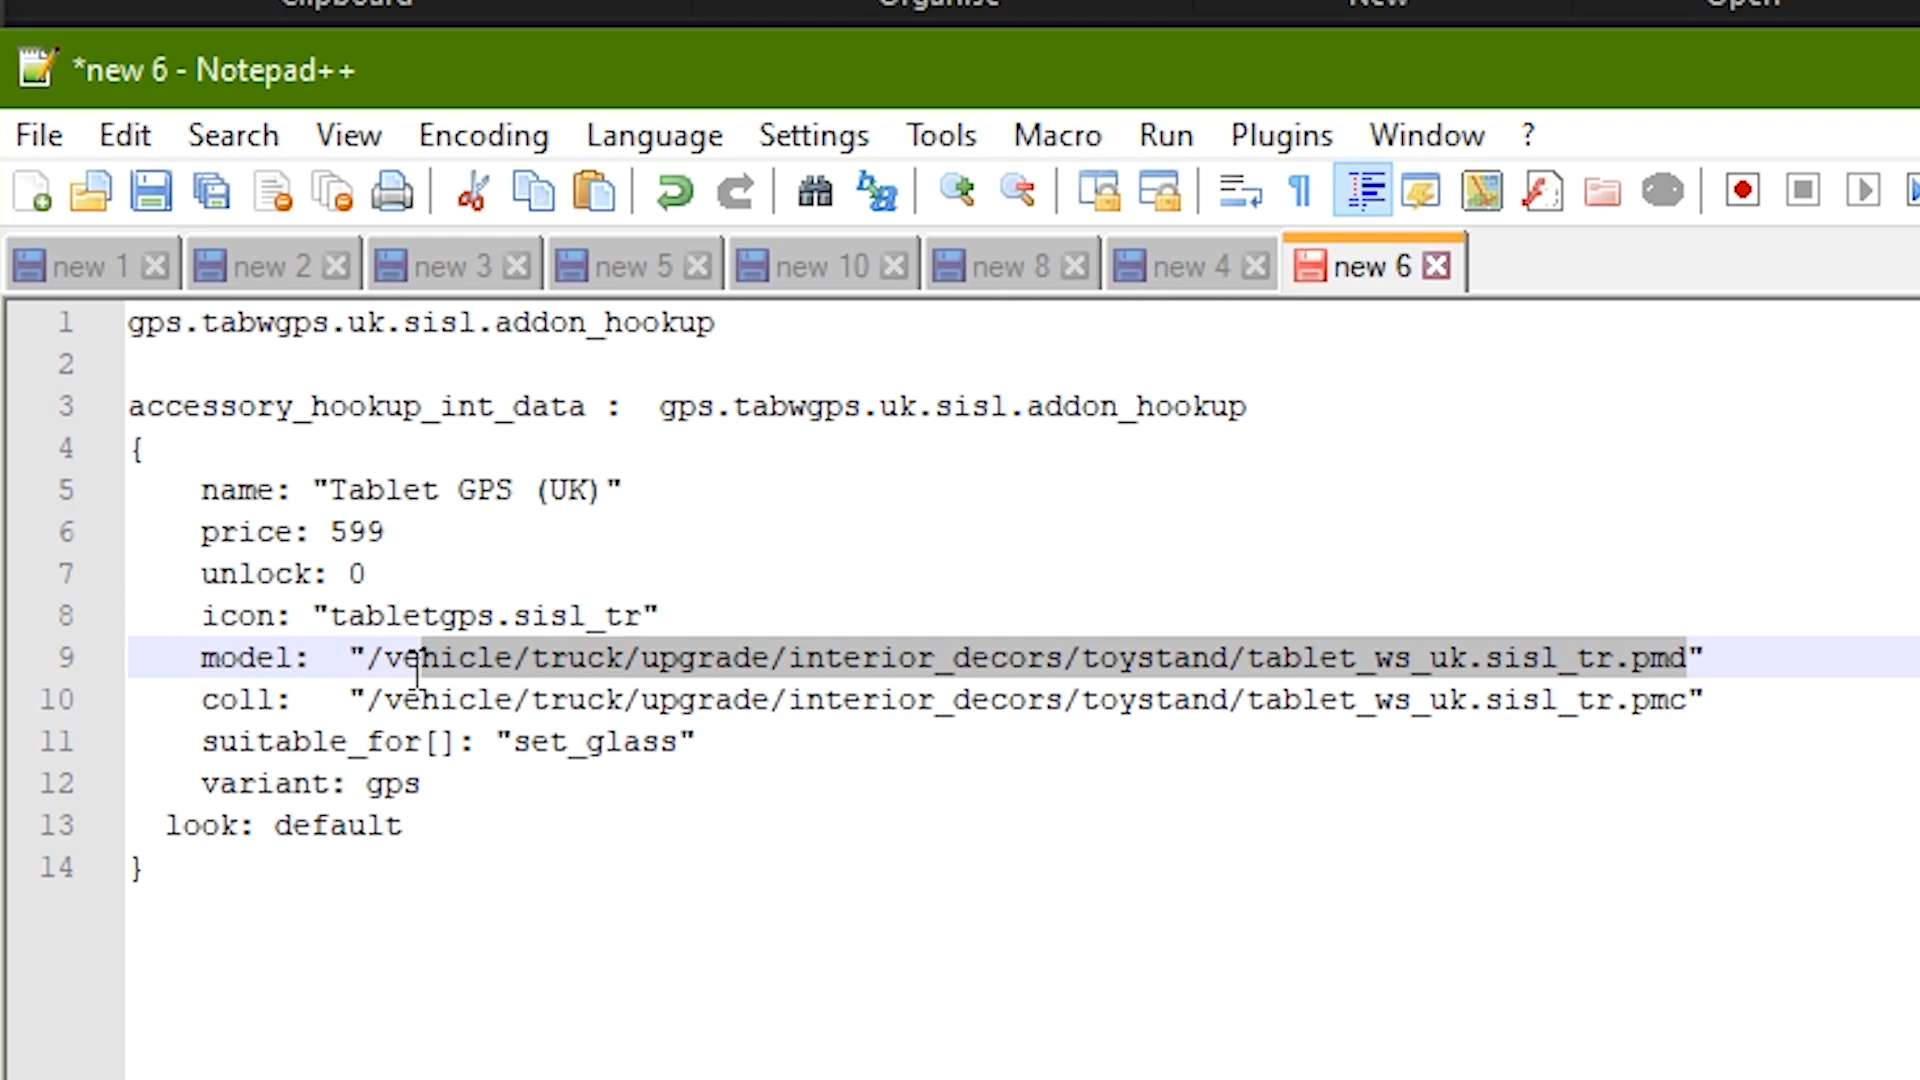 Clipboard Organise New Open
*new 6 - Notepad++
File Edit Search View Encoding Language Settings Tools Macro Run Plugins Window ?
new 1 new 2 new 3 new 5 new 10 new 8 new 4 new 6
1 gps.tabwgps.uk.sisl.addon_hookup
2
3 accessory_hookup_int_data :  gps.tabwgps.uk.sisl.addon_hookup
4 {
5 name: "Tablet GPS (UK)"
6 price: 599
7 unlock: 0
8 icon: "tabletgps.sisl_tr"
9 model:  "/vehicle/truck/upgrade/interior_decors/toystand/tablet_ws_uk.sisl_tr.pmd"
10 coll:   "/vehicle/truck/upgrade/interior_decors/toystand/tablet_ws_uk.sisl_tr.pmc"
11 suitable_for[]: "set_glass"
12 variant: gps
13 look: default
14 }